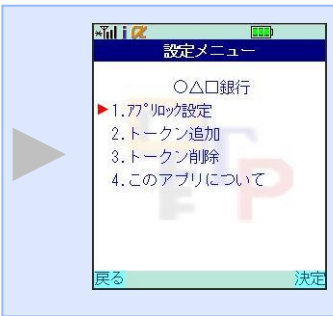 設定メニュー
○△□銀行
1.ｱﾌﾟﾘﾛｯｸ設定
2.トークン追加
3.トークン削除
4.このアプリについて
戻る 決定